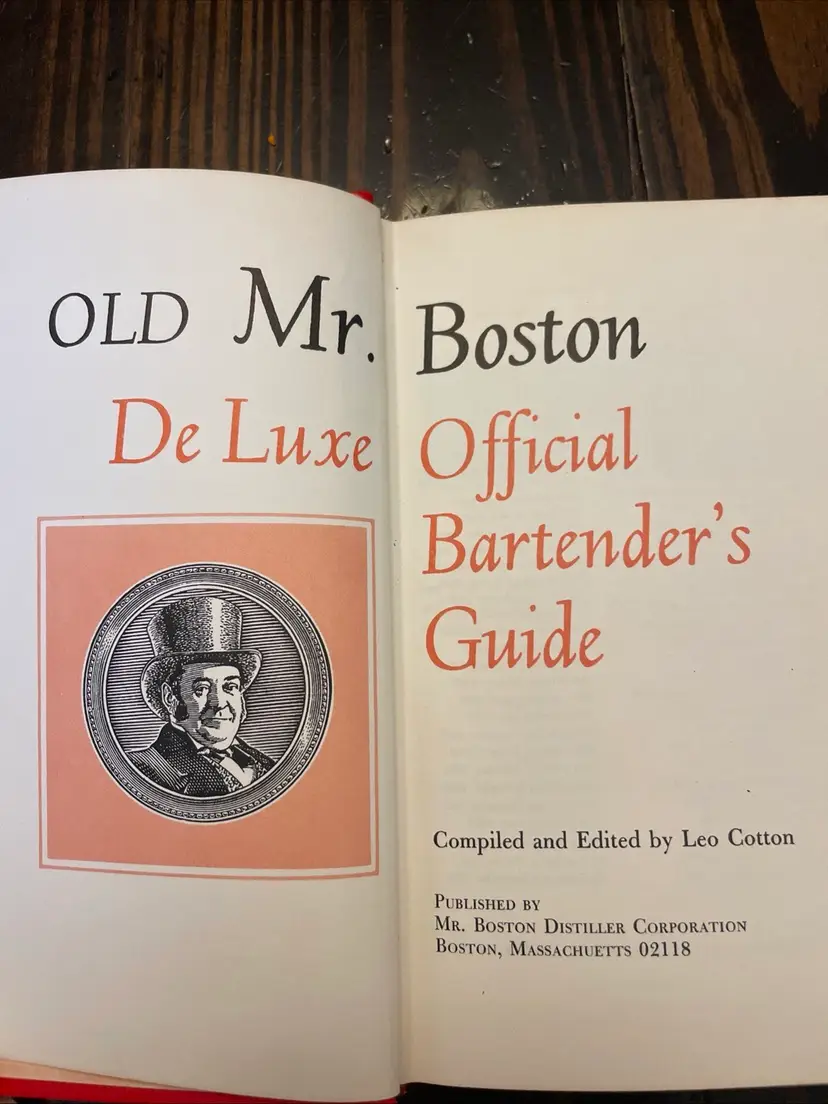 OLD Mr. Boston
De Luxe Official
Bartender's
Guide
Compiled and Edited by Leo Cotton
PUBLISHED BY
MR. BOSTON DISTILLER CORPORATION
BOSTON, MASSACHUETTS 02118